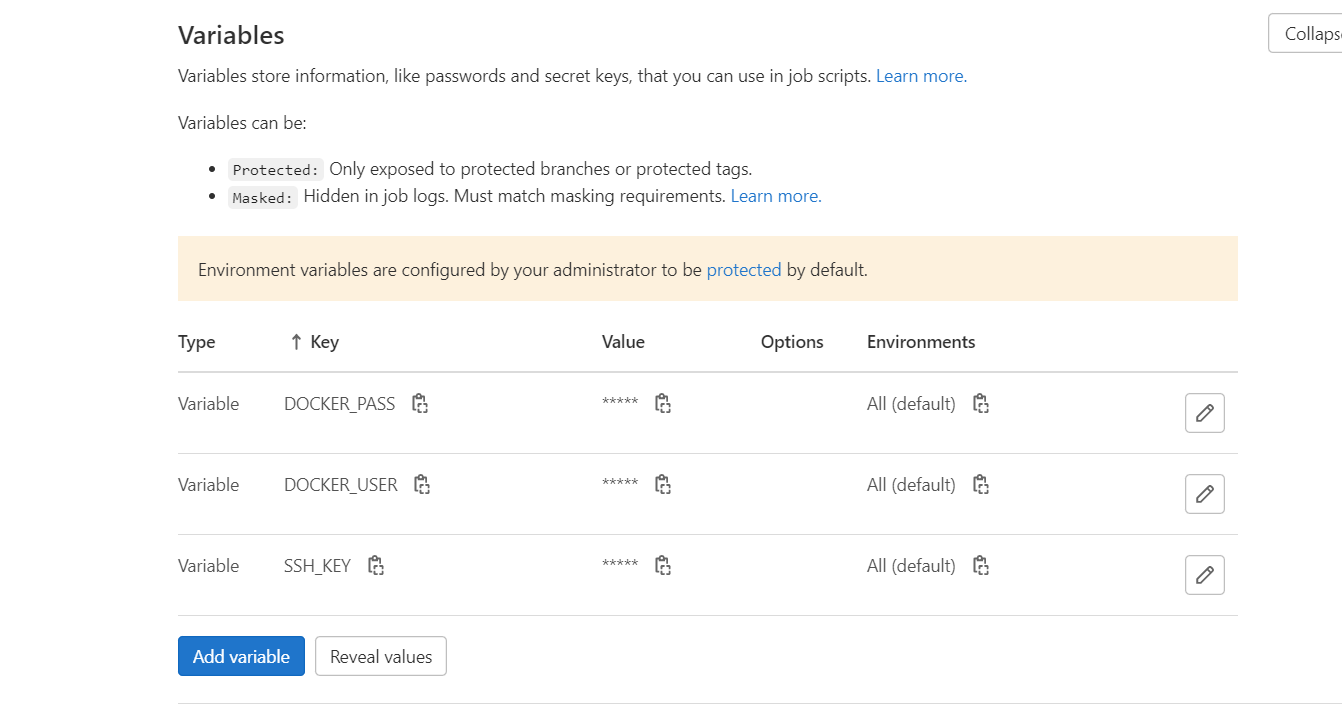 Variables
Collaps
Variables store information, like passwords and secret keys, that you can use in job scripts. Learn more.
Variables can be:
Protected: Only exposed to protected branches or protected tags.
Masked: Hidden in job logs. Must match masking requirements. Learn more.
Environment variables are configured by your administrator to be protected by default.
Type ↑ Key Value Options Environments
Variable DOCKER_PASS ***** All (default)
Variable DOCKER_USER ***** All (default)
Variable SSH_KEY ***** All (default)
Add variable Reveal values